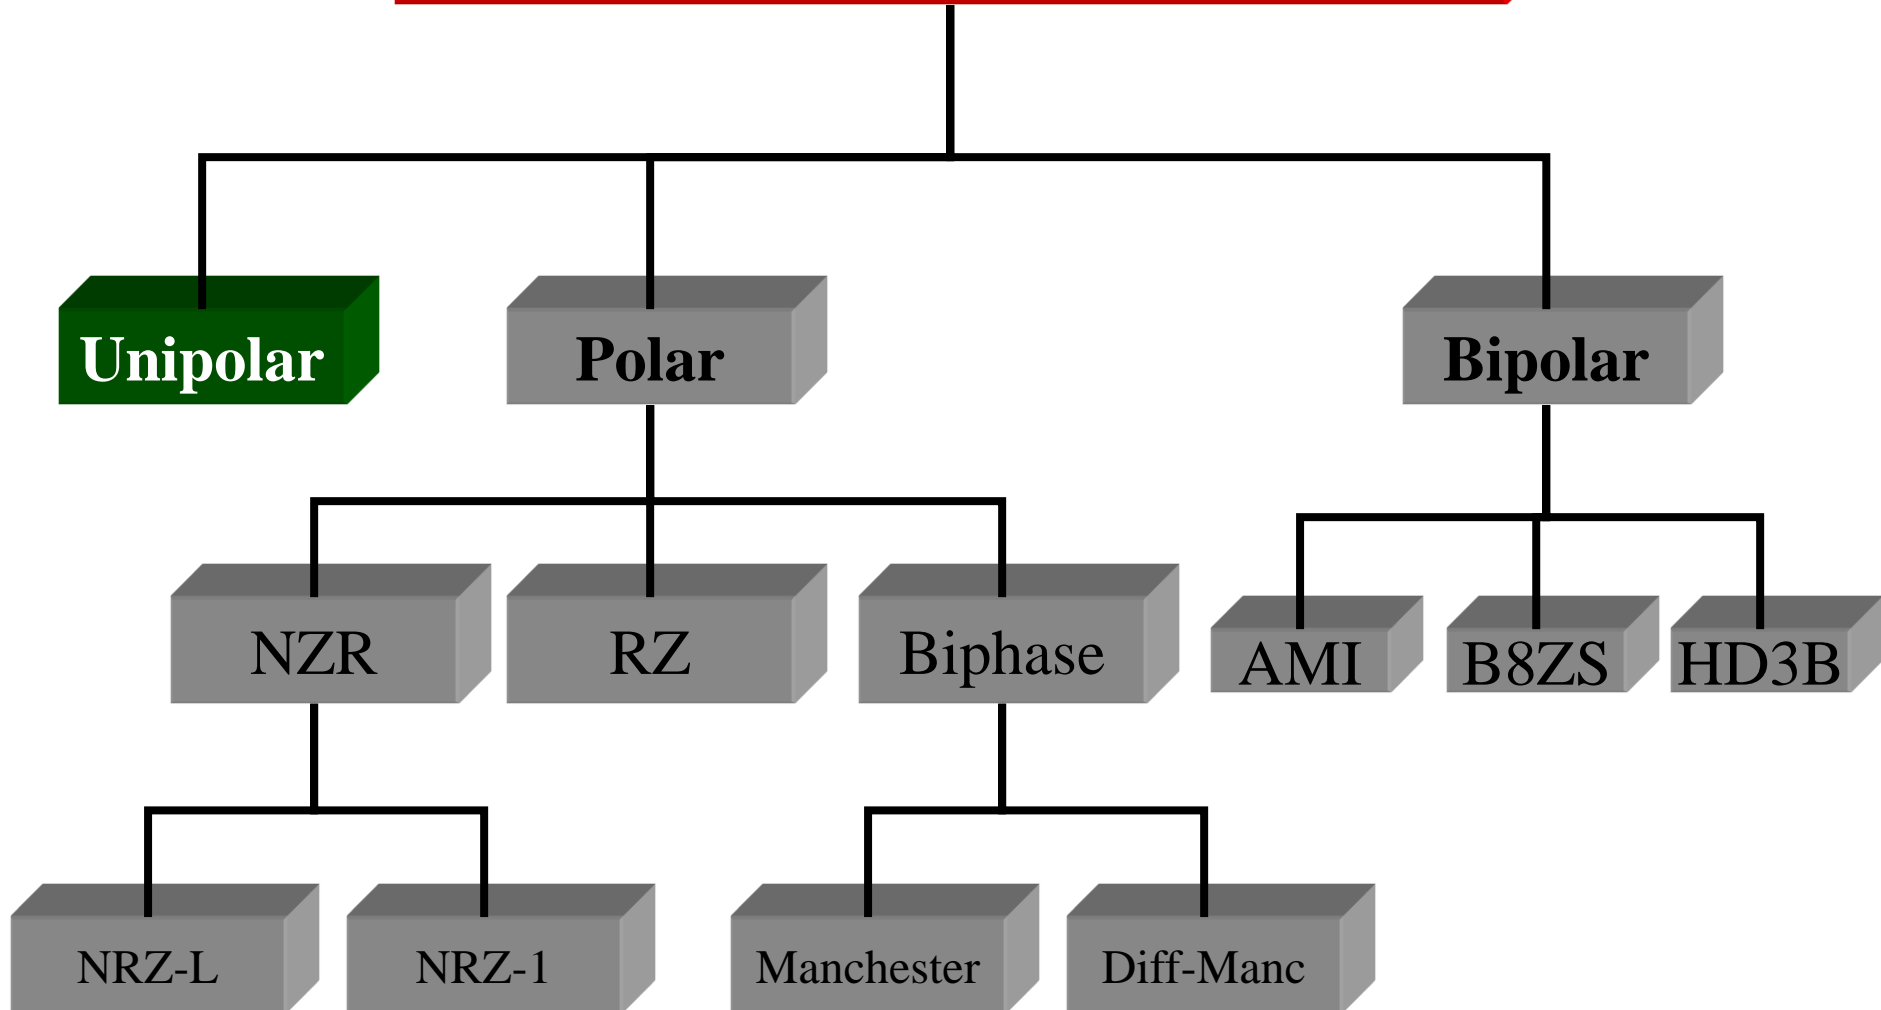 Unipolar
Polar
Bipolar
NZR
RZ
Biphase
AMI
B8ZS
HD3B
NRZ-L
NRZ-1
Manchester
Diff-Manc